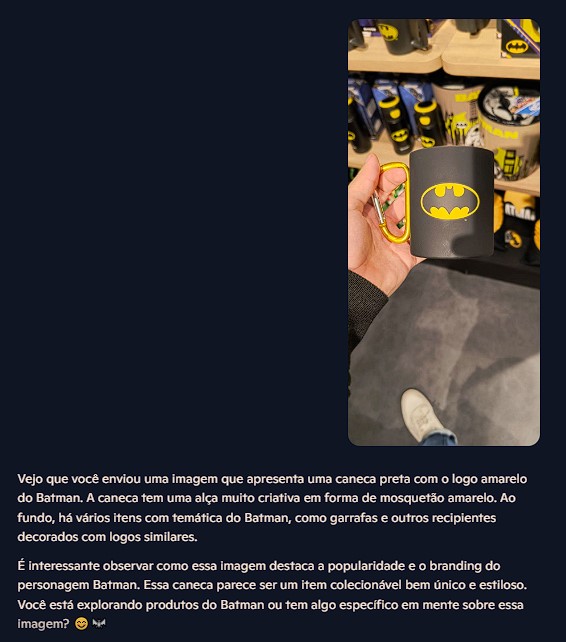 BATMAN
Vejo que você enviou uma imagem que apresenta uma caneca preta com o logo amarelo
do Batman. A caneca tem uma alça muito criativa em forma de mosquetão amarelo. Ao
fundo, há vários itens com temática do Batman, como garrafas e outros recipientes
decorados com logos similares.
É interessante observar como essa imagem destaca a popularidade e o branding do
personagem Batman. Essa caneca parece ser um item colecionável bem único e estiloso.
Você está explorando produtos do Batman ou tem algo específico em mente sobre essa
imagem? 😊 🦇